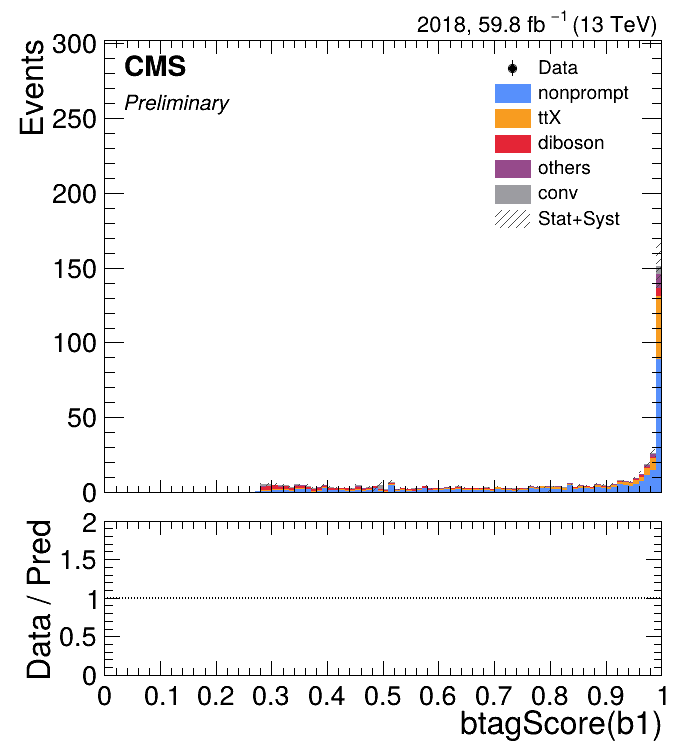 2018, 59.8 fb⁻¹ (13 TeV)
CMS
Preliminary
Events
300
250
200
150
100
50
0
Data
nonprompt
ttX
diboson
others
conv
Stat+Syst
Data / Pred
2
1.5
1
0.5
0
0 0.1 0.2 0.3 0.4 0.5 0.6 0.7 0.8 0.9 1
btagScore(b1)